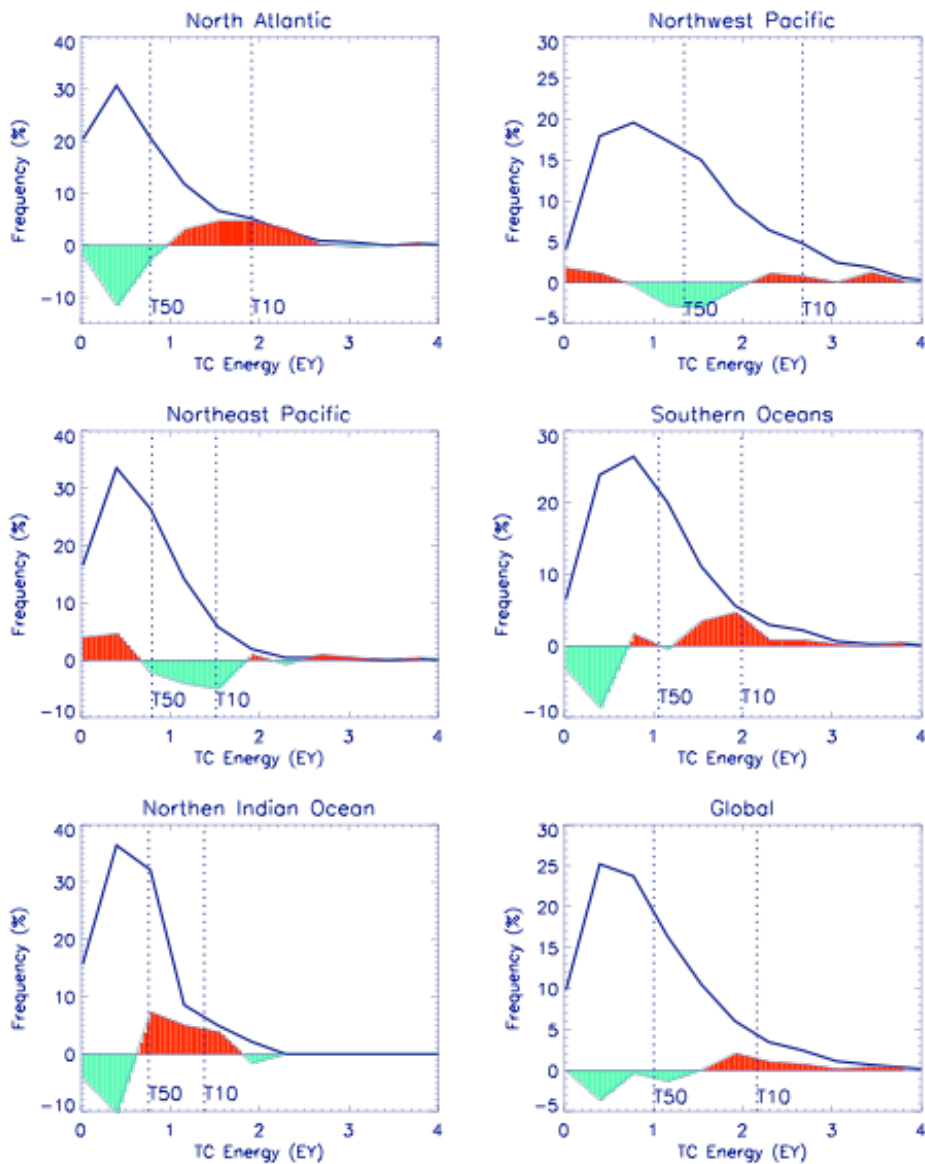 North Atlantic
Frequency (%)
40
30
20
10
0
-10
T50
T10
0
1
2
3
4
TC Energy (EY)
Northwest Pacific
Frequency (%)
30
25
20
15
10
5
0
-5
T50
T10
0
1
2
3
4
TC Energy (EY)
Northeast Pacific
Frequency (%)
40
30
20
10
0
-10
T50
T10
0
1
2
3
4
TC Energy (EY)
Southern Oceans
Frequency (%)
30
20
10
0
-10
T50
T10
0
1
2
3
4
TC Energy (EY)
Northen Indian Ocean
Frequency (%)
40
30
20
10
0
-10
T50
T10
0
1
2
3
4
TC Energy (EY)
Global
Frequency (%)
30
25
20
15
10
5
0
-5
T50
T10
0
1
2
3
4
TC Energy (EY)